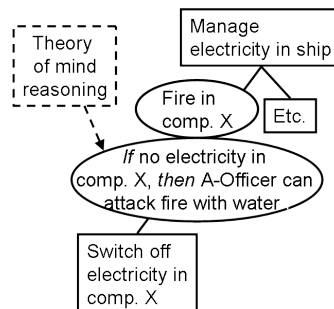 Manage
electricity in ship
Theory
of mind
reasoning
Fire in
comp. X
Etc.
If no electricity in
comp. X, then A-Officer can
attack fire with water
Switch off
electricity in
comp. X